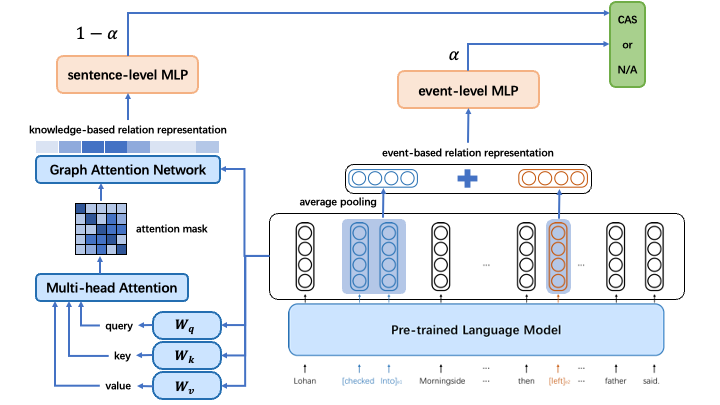 1 − α
α
CAS
or
N/A
sentence-level MLP
event-level MLP
knowledge-based relation representation
event-based relation representation
Graph Attention Network
average pooling
attention mask
Multi-head Attention
query
W_q
key
W_k
value
W_v
Pre-trained Language Model
...
...
Lohan [checked Into]e1 Morningside ... then [left]e2 ... father said.